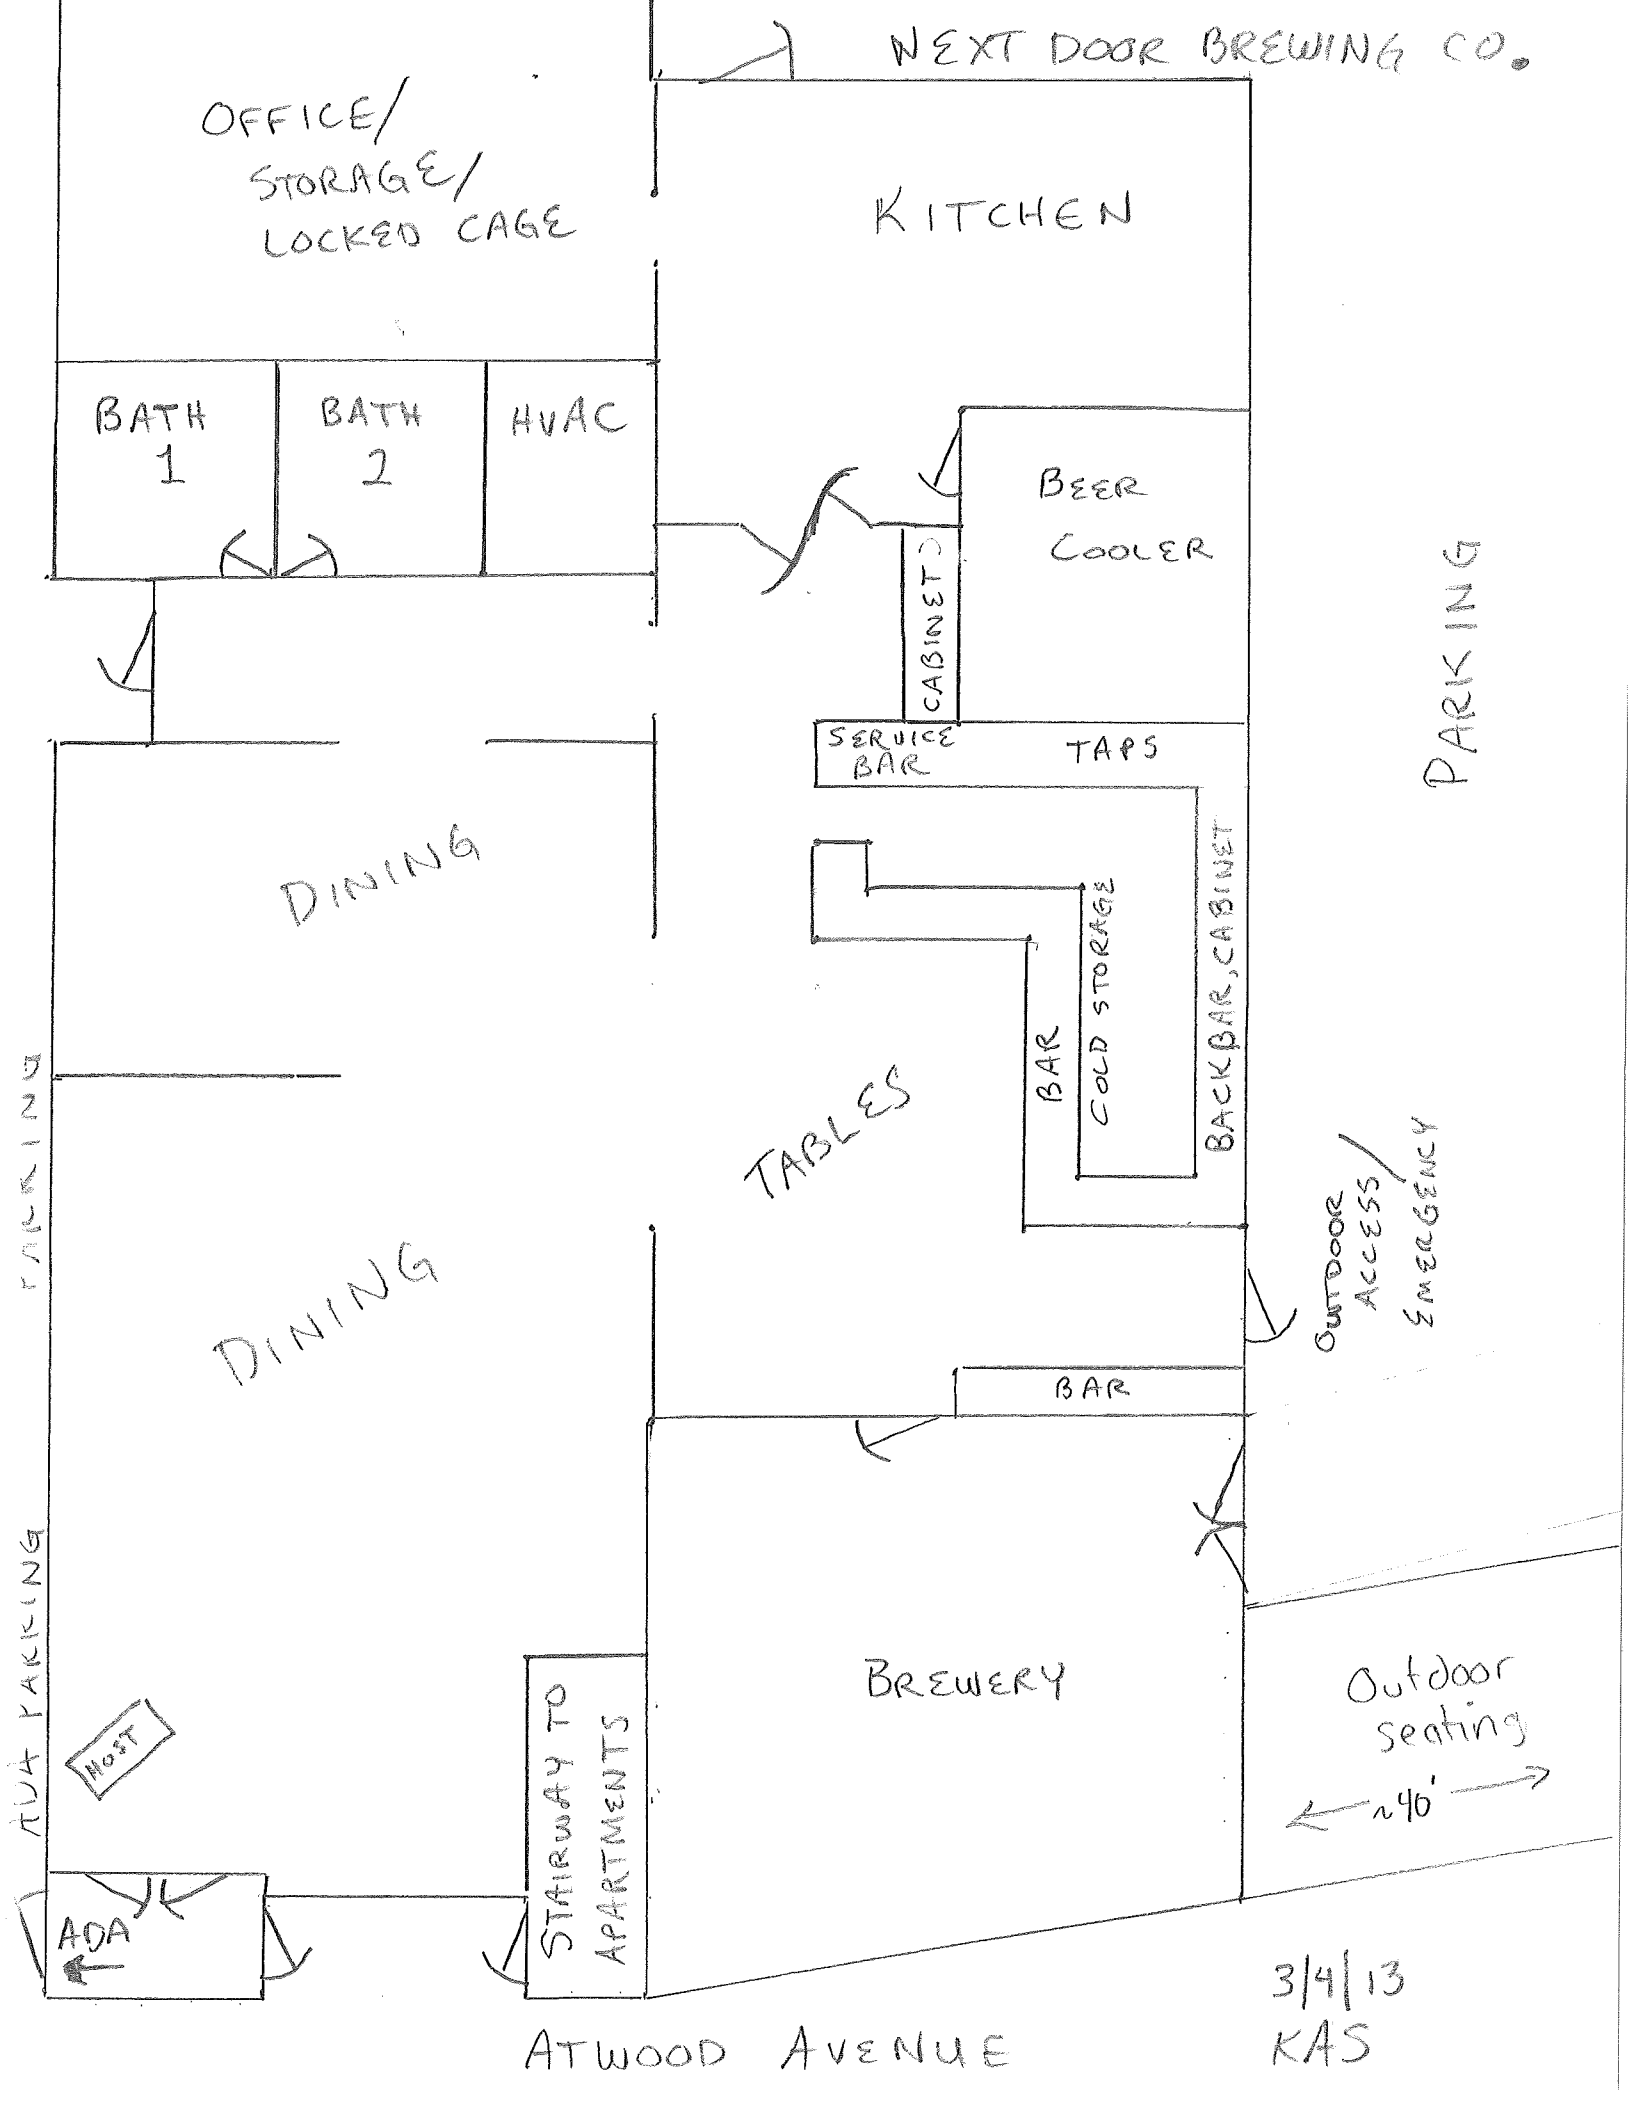 NEXT DOOR BREWING CO.
OFFICE/
STORAGE/
LOCKED CAGE
KITCHEN
BATH
1
BATH
2
HVAC
BEER
COOLER
CABINET
PARKING
SERVICE
BAR
TAPS
DINING
COLD STORAGE
BACKBAR, CABINET
BAR
TABLES
PARKING
OUTDOOR
ACCESS/
EMERGENCY
DINING
BAR
ADA PARKING
HOST
BREWERY
Outdoor
seating
~40'
STAIRWAY TO
APARTMENTS
ADA
3/4/13
KAS
ATWOOD AVENUE